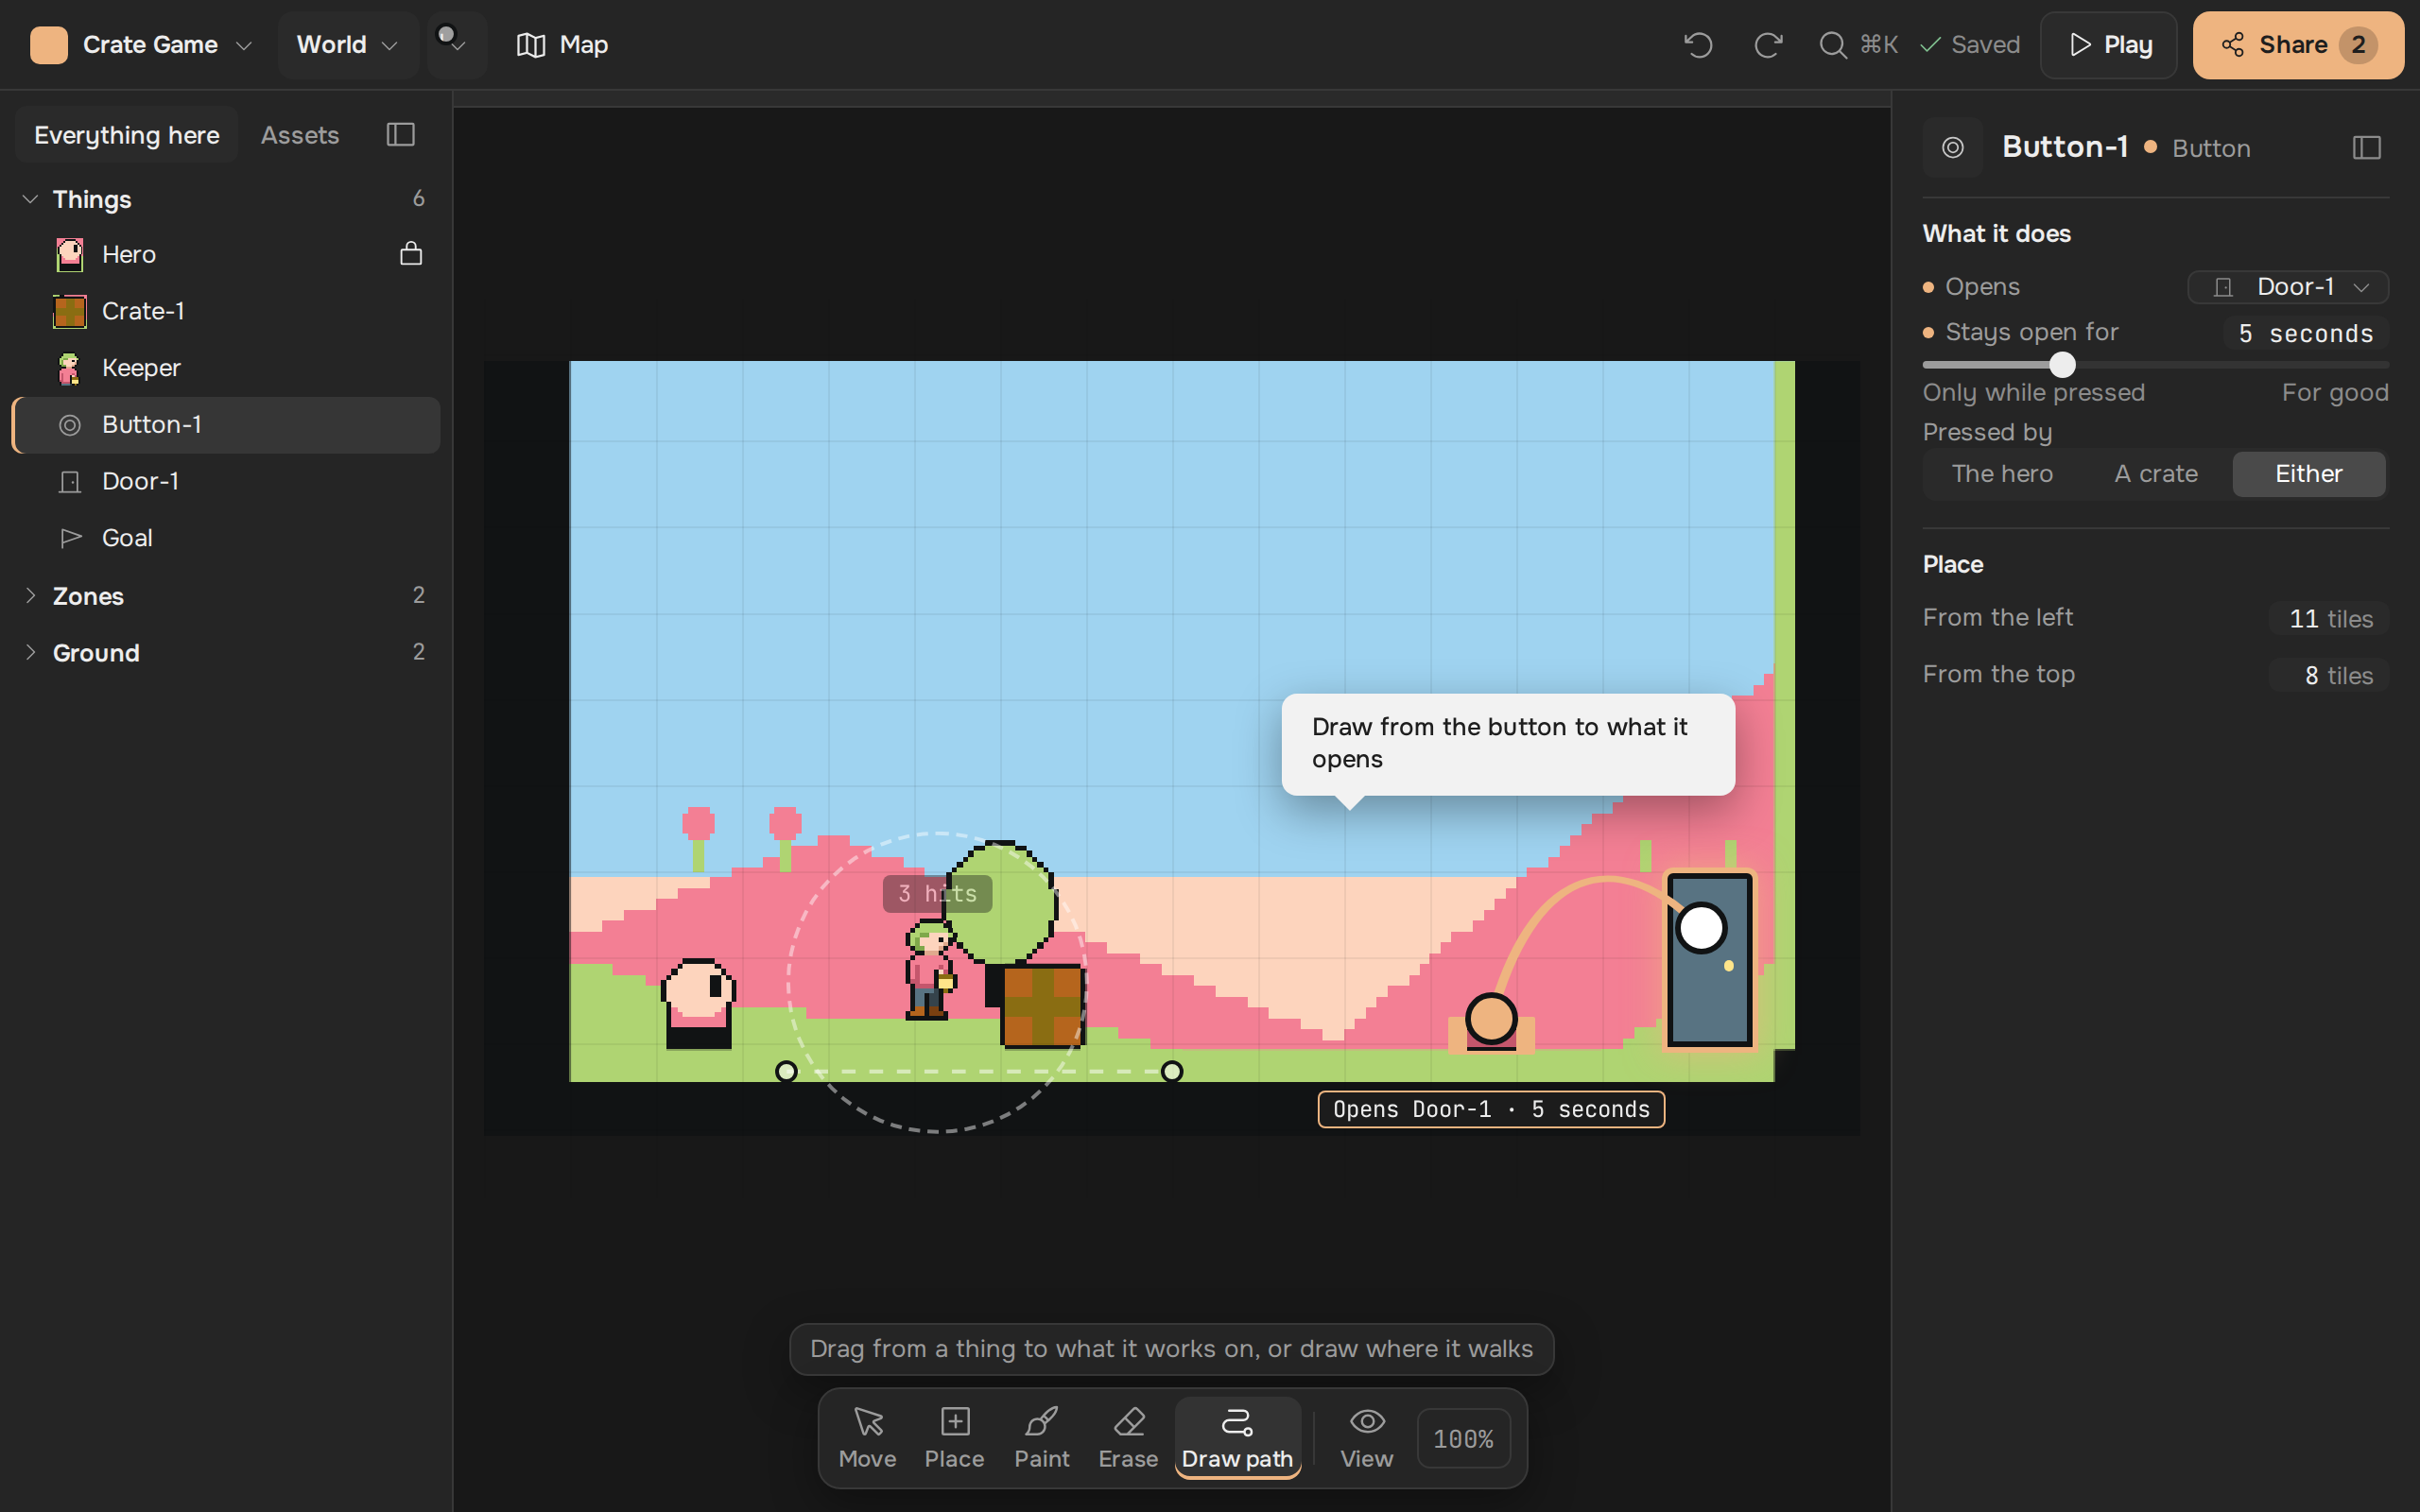 Crate Game
World
Map
⌘K
Saved
Play
Share 2
Everything here
Assets
Things 6
Hero
Crate-1
Keeper
Button-1
Door-1
Goal
Zones 2
Ground 2
Draw from the button to what it
opens
3 hits
Opens Door-1 · 5 seconds
Drag from a thing to what it works on, or draw where it walks
Move
Place
Paint
Erase
Draw path
View
100%
Button-1 Button
What it does
Opens Door-1
Stays open for 5 seconds
Only while pressed For good
Pressed by
The hero A crate Either
Place
From the left 11 tiles
From the top 8 tiles